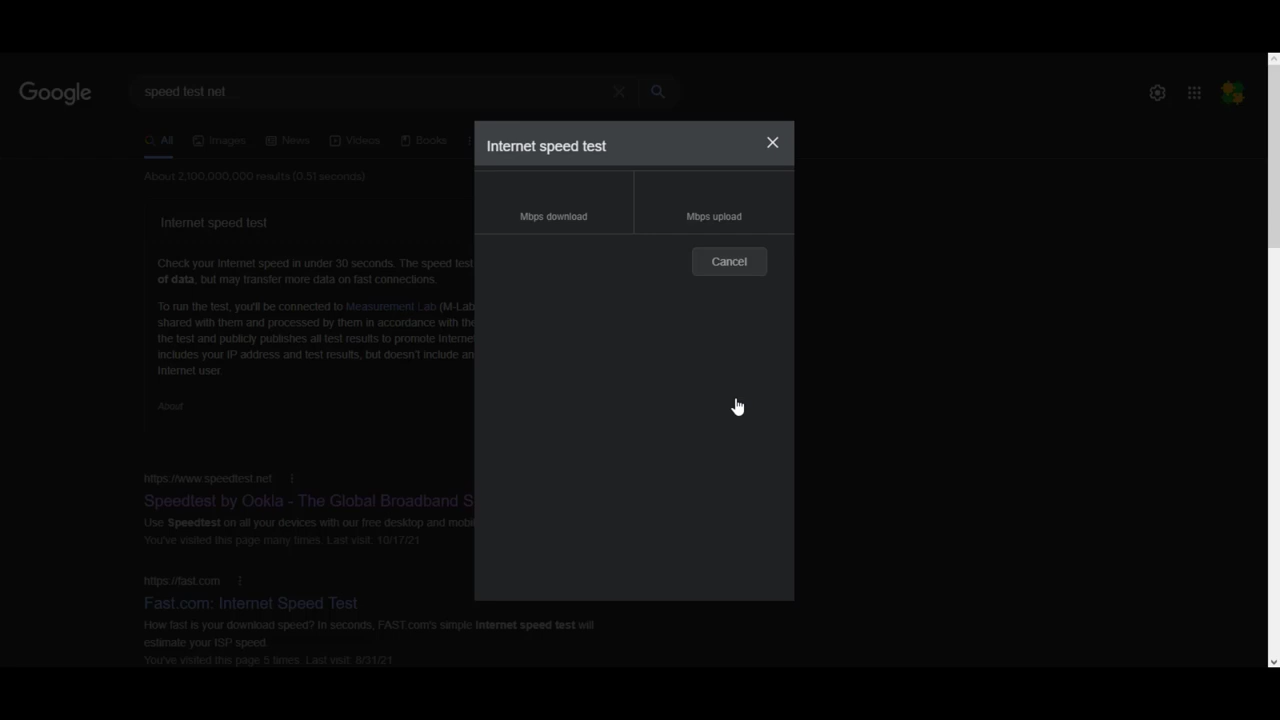 Google
speed test net
All
Images
News
Videos
Books
About 2,100,000,000 results (0.51 seconds)
Internet speed test
Check your Internet speed in under 30 seconds. The speed test
of data, but may transfer more data on fast connections.
To run the test, you'll be connected to Measurement Lab (M-Lab
shared with them and processed by them in accordance with the
the test and publicly publishes all test results to promote Interne
includes your IP address and test results, but doesn't include an
Internet user.
About
https://www.speedtest.net
Speedtest by Ookla - The Global Broadband S
Use Speedtest on all your devices with our free desktop and mobil
You've visited this page many times. Last visit: 10/17/21
https://fast.com
Fast.com: Internet Speed Test
How fast is your download speed? In seconds, FAST.com's simple Internet speed test will
estimate your ISP speed.
You've visited this page 5 times. Last visit: 8/31/21
Internet speed test
Mbps download
Mbps upload
Cancel